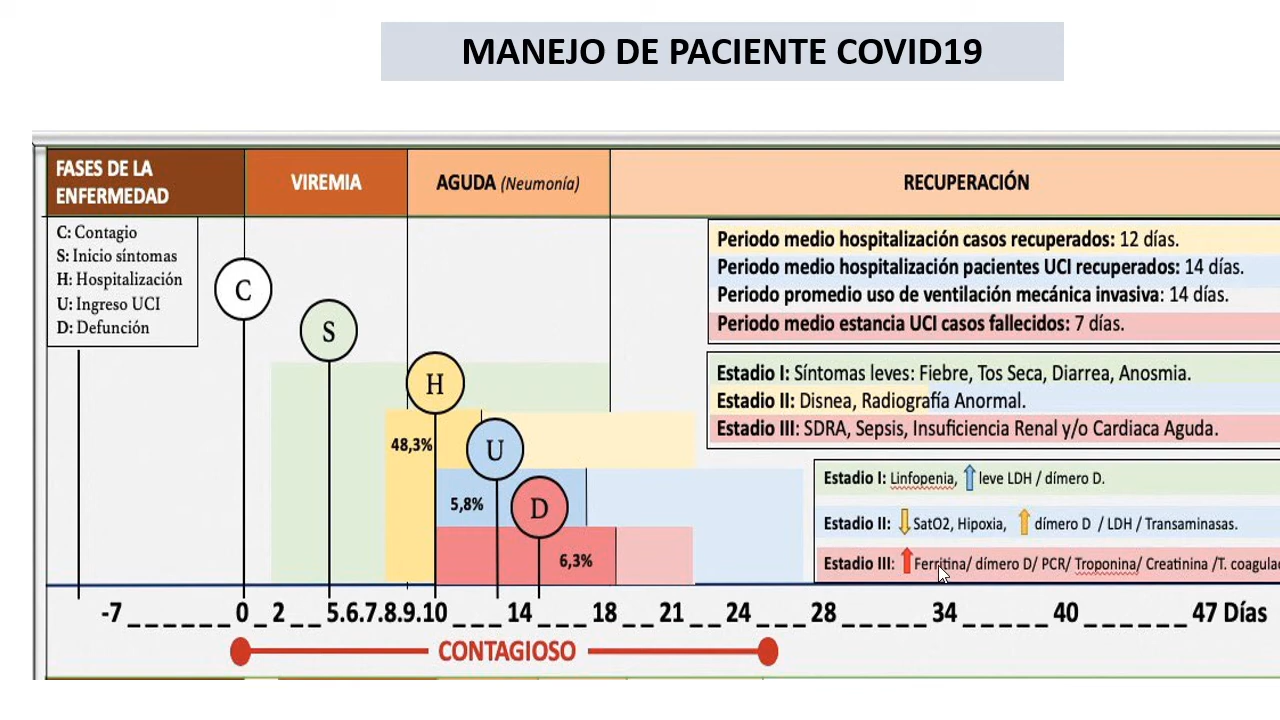 MANEJO DE PACIENTE COVID19
FASES DE LA
ENFERMEDAD
VIREMIA
AGUDA (Neumonía)
RECUPERACIÓN
C: Contagio
S: Inicio síntomas
H: Hospitalización
U: Ingreso UCI
D: Defunción
C
S
H
U
D
48,3%
5,8%
6,3%
Periodo medio hospitalización casos recuperados: 12 días.
Periodo medio hospitalización pacientes UCI recuperados: 14 días.
Periodo promedio uso de ventilación mecánica invasiva: 14 días.
Periodo medio estancia UCI casos fallecidos: 7 días.
Estadio I: Síntomas leves: Fiebre, Tos Seca, Diarrea, Anosmia.
Estadio II: Disnea, Radiografía Anormal.
Estadio III: SDRA, Sepsis, Insuficiencia Renal y/o Cardiaca Aguda.
Estadio I: Linfopenia, leve LDH / dímero D.
Estadio II: SatO2, Hipoxia, dímero D / LDH / Transaminasas.
Estadio III: Ferritina/ dímero D/ PCR/ Troponina/ Creatinina /T.
-7 _ _ _ _ _ _ 0 _ 2 _ _ 5.6.7.8.9.10 _ _ _ 14 _ _ _ 18 _ _ 21 _ _ 24 _ _ 28 _ _ _ _ _ 34 _ _ _ _ _ 40 _ _ _ _ _ _ 47 Días
CONTAGIOSO